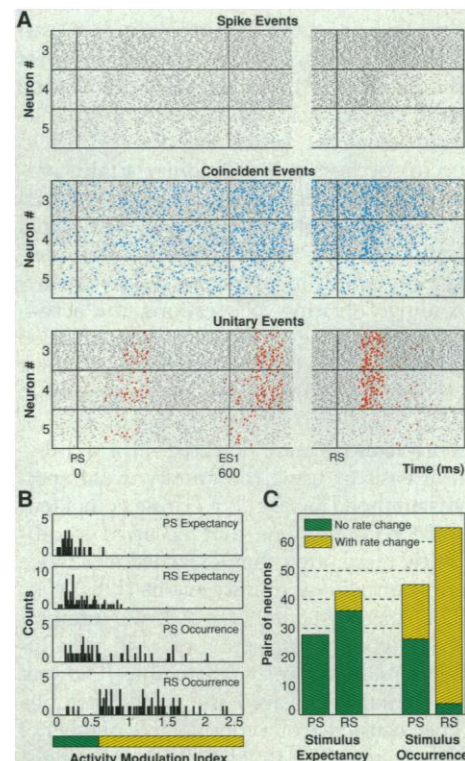 A
Spike Events
Neuron #
3
4
5
Coincident Events
3
4
5
Unitary Events
Neuron #
3
4
5
PS
0
ES1
600
RS
Time (ms)
B
Counts
5
0
PS Expectancy
10
5
0
RS Expectancy
5
0
PS Occurrence
5
0
RS Occurrence
0 0.5 1 1.5 2 2.5
Activity Modulation Index
C
No rate change
With rate change
Pairs of neurons
60
50
40
30
20
10
0
PS RS PS RS
Stimulus Expectancy
Stimulus Occurrence